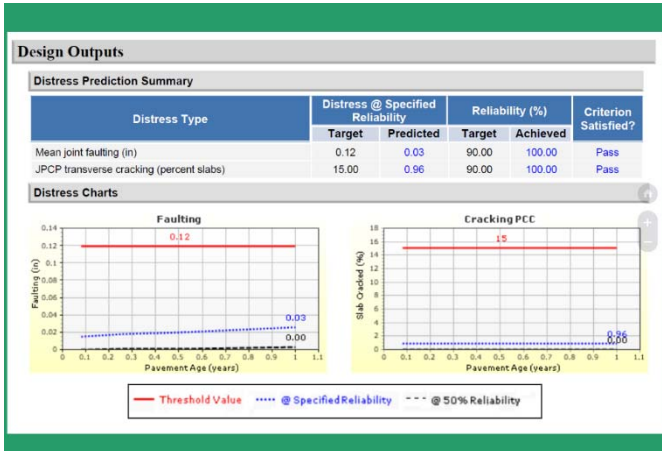 Design Outputs
Distress Prediction Summary
Distress Type
Distress @ Specified Reliability
Reliability (%)
Criterion Satisfied?
Target Predicted Target Achieved
Mean joint faulting (in) 0.12 0.03 90.00 100.00 Pass
JPCP transverse cracking (percent slabs) 15.00 0.96 90.00 100.00 Pass
Distress Charts
Faulting
0.14
0.12
0.1
0.08
0.06
0.04
0.02
0
Faulting (in)
0.12
0.03
0.00
0 0.1 0.2 0.3 0.4 0.5 0.6 0.7 0.8 0.9 1 1.1
Pavement Age (years)
Cracking PCC
18
16
14
12
10
8
6
4
2
0
Slab Cracked (%)
15
0.96
0.00
0 0.1 0.2 0.3 0.4 0.5 0.6 0.7 0.8 0.9 1 1.1
Pavement Age (years)
Threshold Value @ Specified Reliability @ 50% Reliability